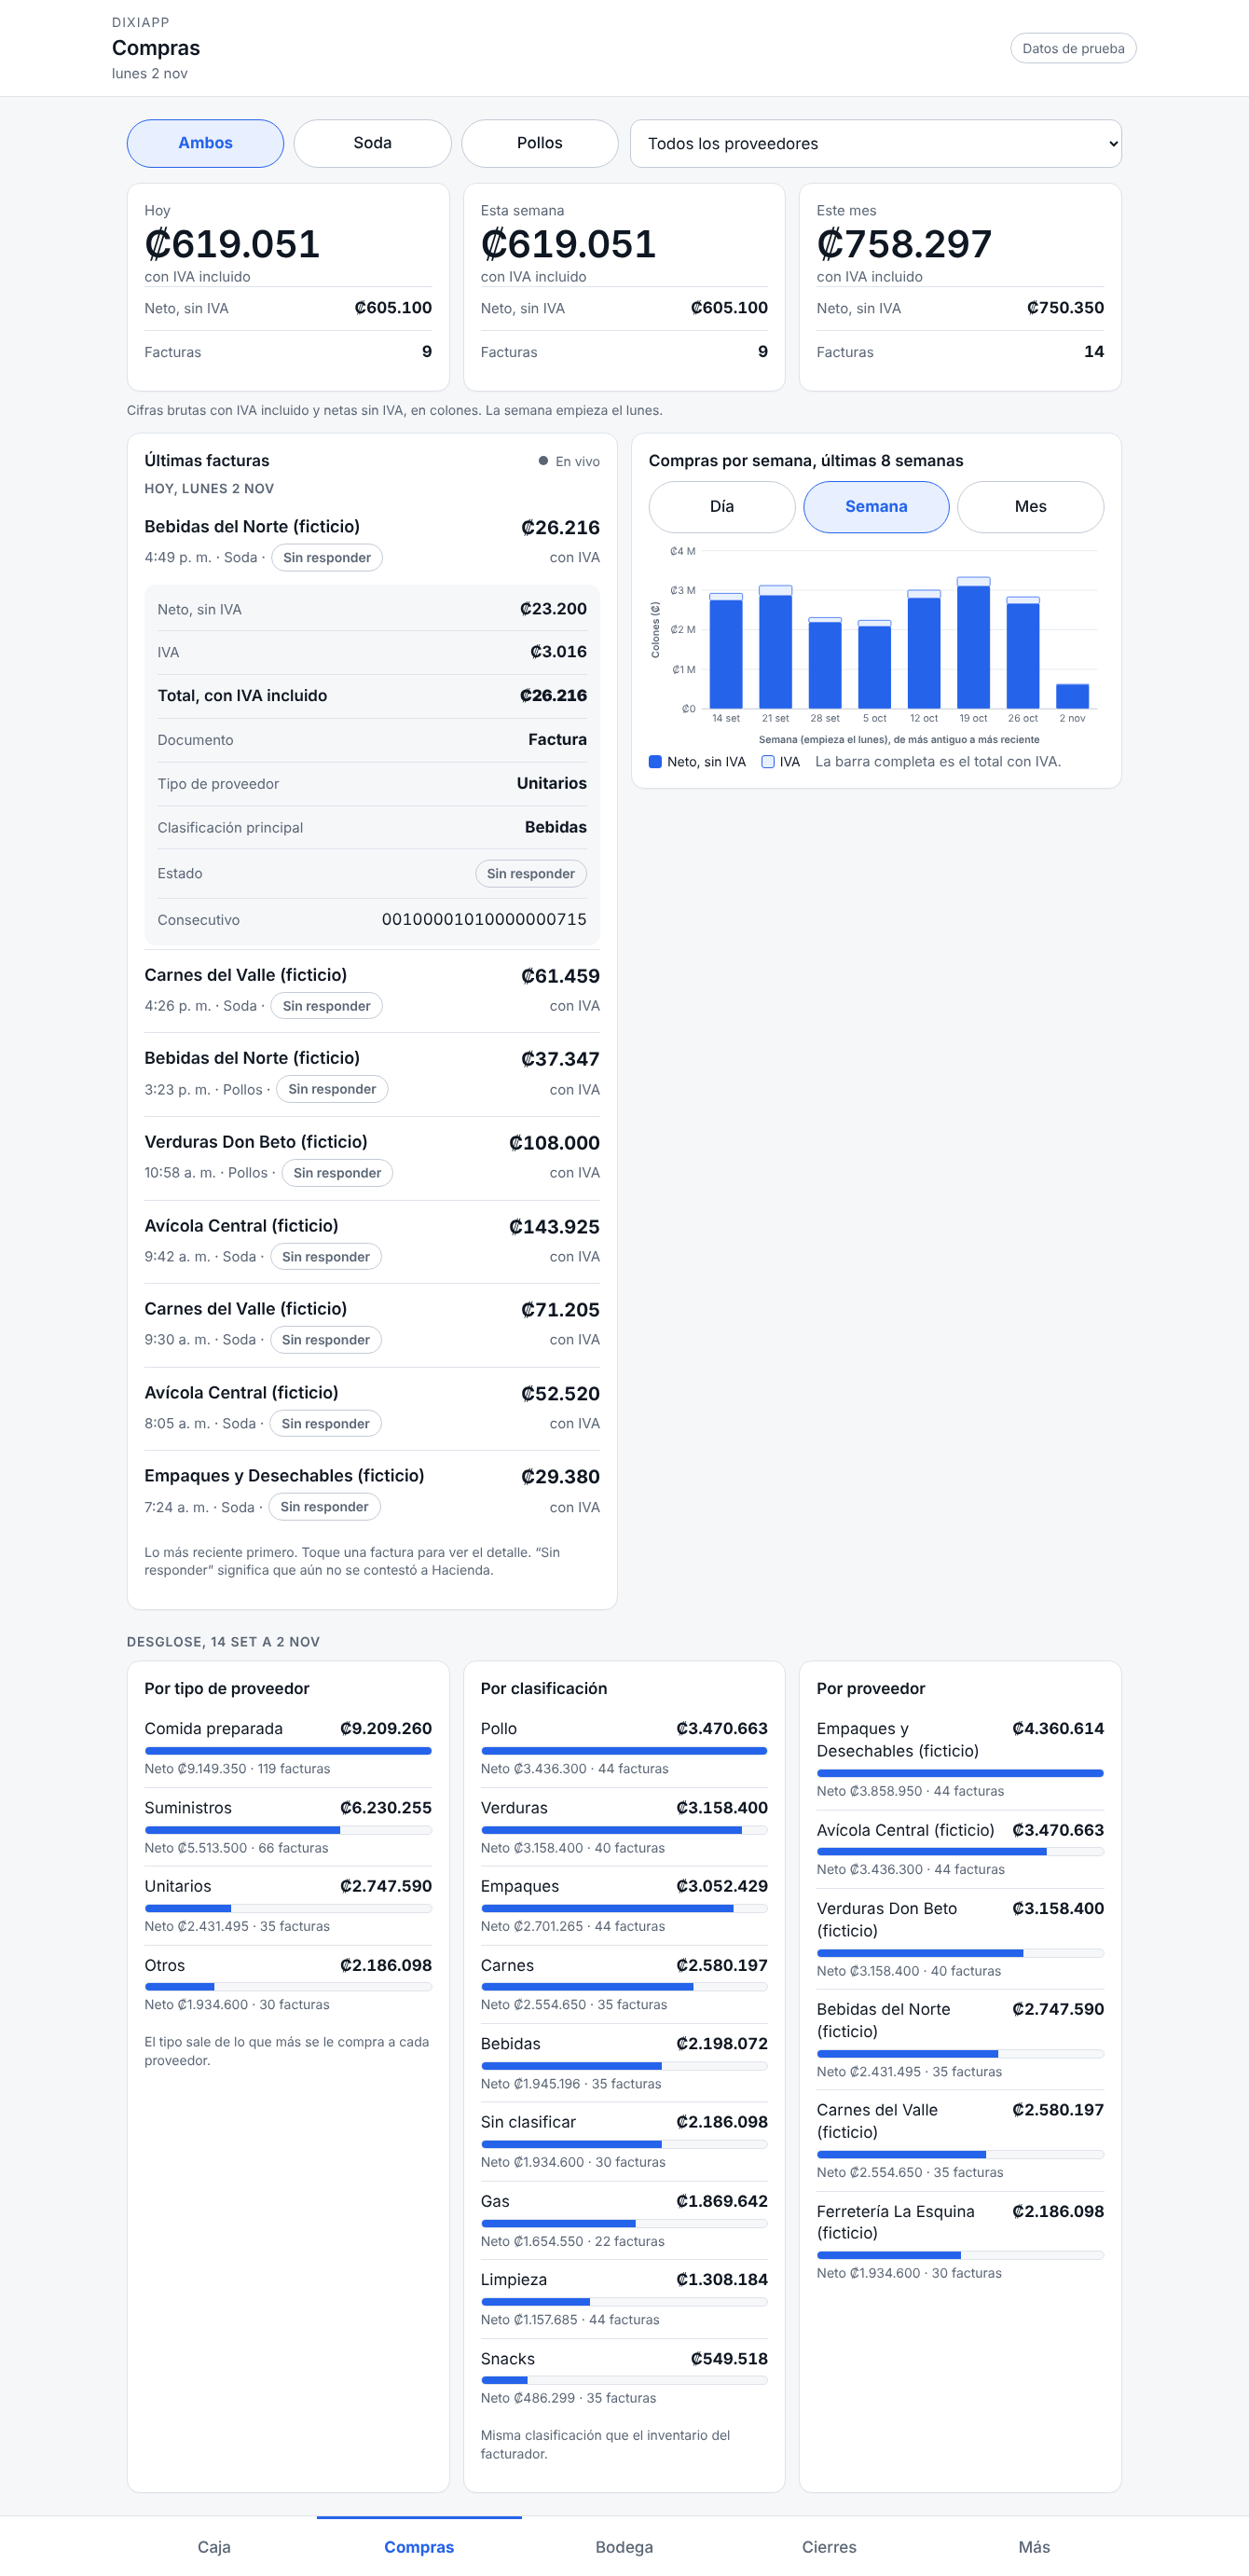 DIXIAPP
Compras
lunes 2 nov
Datos de prueba
Ambos
Soda
Pollos
Todos los proveedores
Hoy
₡619.051
con IVA incluido
Neto, sin IVA ₡605.100
Facturas 9
Esta semana
₡619.051
con IVA incluido
Neto, sin IVA ₡605.100
Facturas 9
Este mes
₡758.297
con IVA incluido
Neto, sin IVA ₡750.350
Facturas 14
Cifras brutas con IVA incluido y netas sin IVA, en colones. La semana empieza el lunes.
Últimas facturas
En vivo
HOY, LUNES 2 NOV
Bebidas del Norte (ficticio) ₡26.216
4:49 p. m. · Soda · Sin responder con IVA
Neto, sin IVA ₡23.200
IVA ₡3.016
Total, con IVA incluido ₡26.216
Documento Factura
Tipo de proveedor Unitarios
Clasificación principal Bebidas
Estado Sin responder
Consecutivo 00100001010000000715
Carnes del Valle (ficticio) ₡61.459
4:26 p. m. · Soda · Sin responder con IVA
Bebidas del Norte (ficticio) ₡37.347
3:23 p. m. · Pollos · Sin responder con IVA
Verduras Don Beto (ficticio) ₡108.000
10:58 a. m. · Pollos · Sin responder con IVA
Avícola Central (ficticio) ₡143.925
9:42 a. m. · Soda · Sin responder con IVA
Carnes del Valle (ficticio) ₡71.205
9:30 a. m. · Soda · Sin responder con IVA
Avícola Central (ficticio) ₡52.520
8:05 a. m. · Soda · Sin responder con IVA
Empaques y Desechables (ficticio) ₡29.380
7:24 a. m. · Soda · Sin responder con IVA
Lo más reciente primero. Toque una factura para ver el detalle. “Sin
responder” significa que aún no se contestó a Hacienda.
Compras por semana, últimas 8 semanas
Día
Semana
Mes
Colones (₡)
₡4 M
₡3 M
₡2 M
₡1 M
₡0
14 set 21 set 28 set 5 oct 12 oct 19 oct 26 oct 2 nov
Semana (empieza el lunes), de más antiguo a más reciente
Neto, sin IVA IVA La barra completa es el total con IVA.
DESGLOSE, 14 SET A 2 NOV
Por tipo de proveedor
Comida preparada ₡9.209.260
Neto ₡9.149.350 · 119 facturas
Suministros ₡6.230.255
Neto ₡5.513.500 · 66 facturas
Unitarios ₡2.747.590
Neto ₡2.431.495 · 35 facturas
Otros ₡2.186.098
Neto ₡1.934.600 · 30 facturas
El tipo sale de lo que más se le compra a cada
proveedor.
Por clasificación
Pollo ₡3.470.663
Neto ₡3.436.300 · 44 facturas
Verduras ₡3.158.400
Neto ₡3.158.400 · 40 facturas
Empaques ₡3.052.429
Neto ₡2.701.265 · 44 facturas
Carnes ₡2.580.197
Neto ₡2.554.650 · 35 facturas
Bebidas ₡2.198.072
Neto ₡1.945.196 · 35 facturas
Sin clasificar ₡2.186.098
Neto ₡1.934.600 · 30 facturas
Gas ₡1.869.642
Neto ₡1.654.550 · 22 facturas
Limpieza ₡1.308.184
Neto ₡1.157.685 · 44 facturas
Snacks ₡549.518
Neto ₡486.299 · 35 facturas
Misma clasificación que el inventario del
facturador.
Por proveedor
Empaques y ₡4.360.614
Desechables (ficticio)
Neto ₡3.858.950 · 44 facturas
Avícola Central (ficticio) ₡3.470.663
Neto ₡3.436.300 · 44 facturas
Verduras Don Beto ₡3.158.400
(ficticio)
Neto ₡3.158.400 · 40 facturas
Bebidas del Norte ₡2.747.590
(ficticio)
Neto ₡2.431.495 · 35 facturas
Carnes del Valle ₡2.580.197
(ficticio)
Neto ₡2.554.650 · 35 facturas
Ferretería La Esquina ₡2.186.098
(ficticio)
Neto ₡1.934.600 · 30 facturas
Caja
Compras
Bodega
Cierres
Más